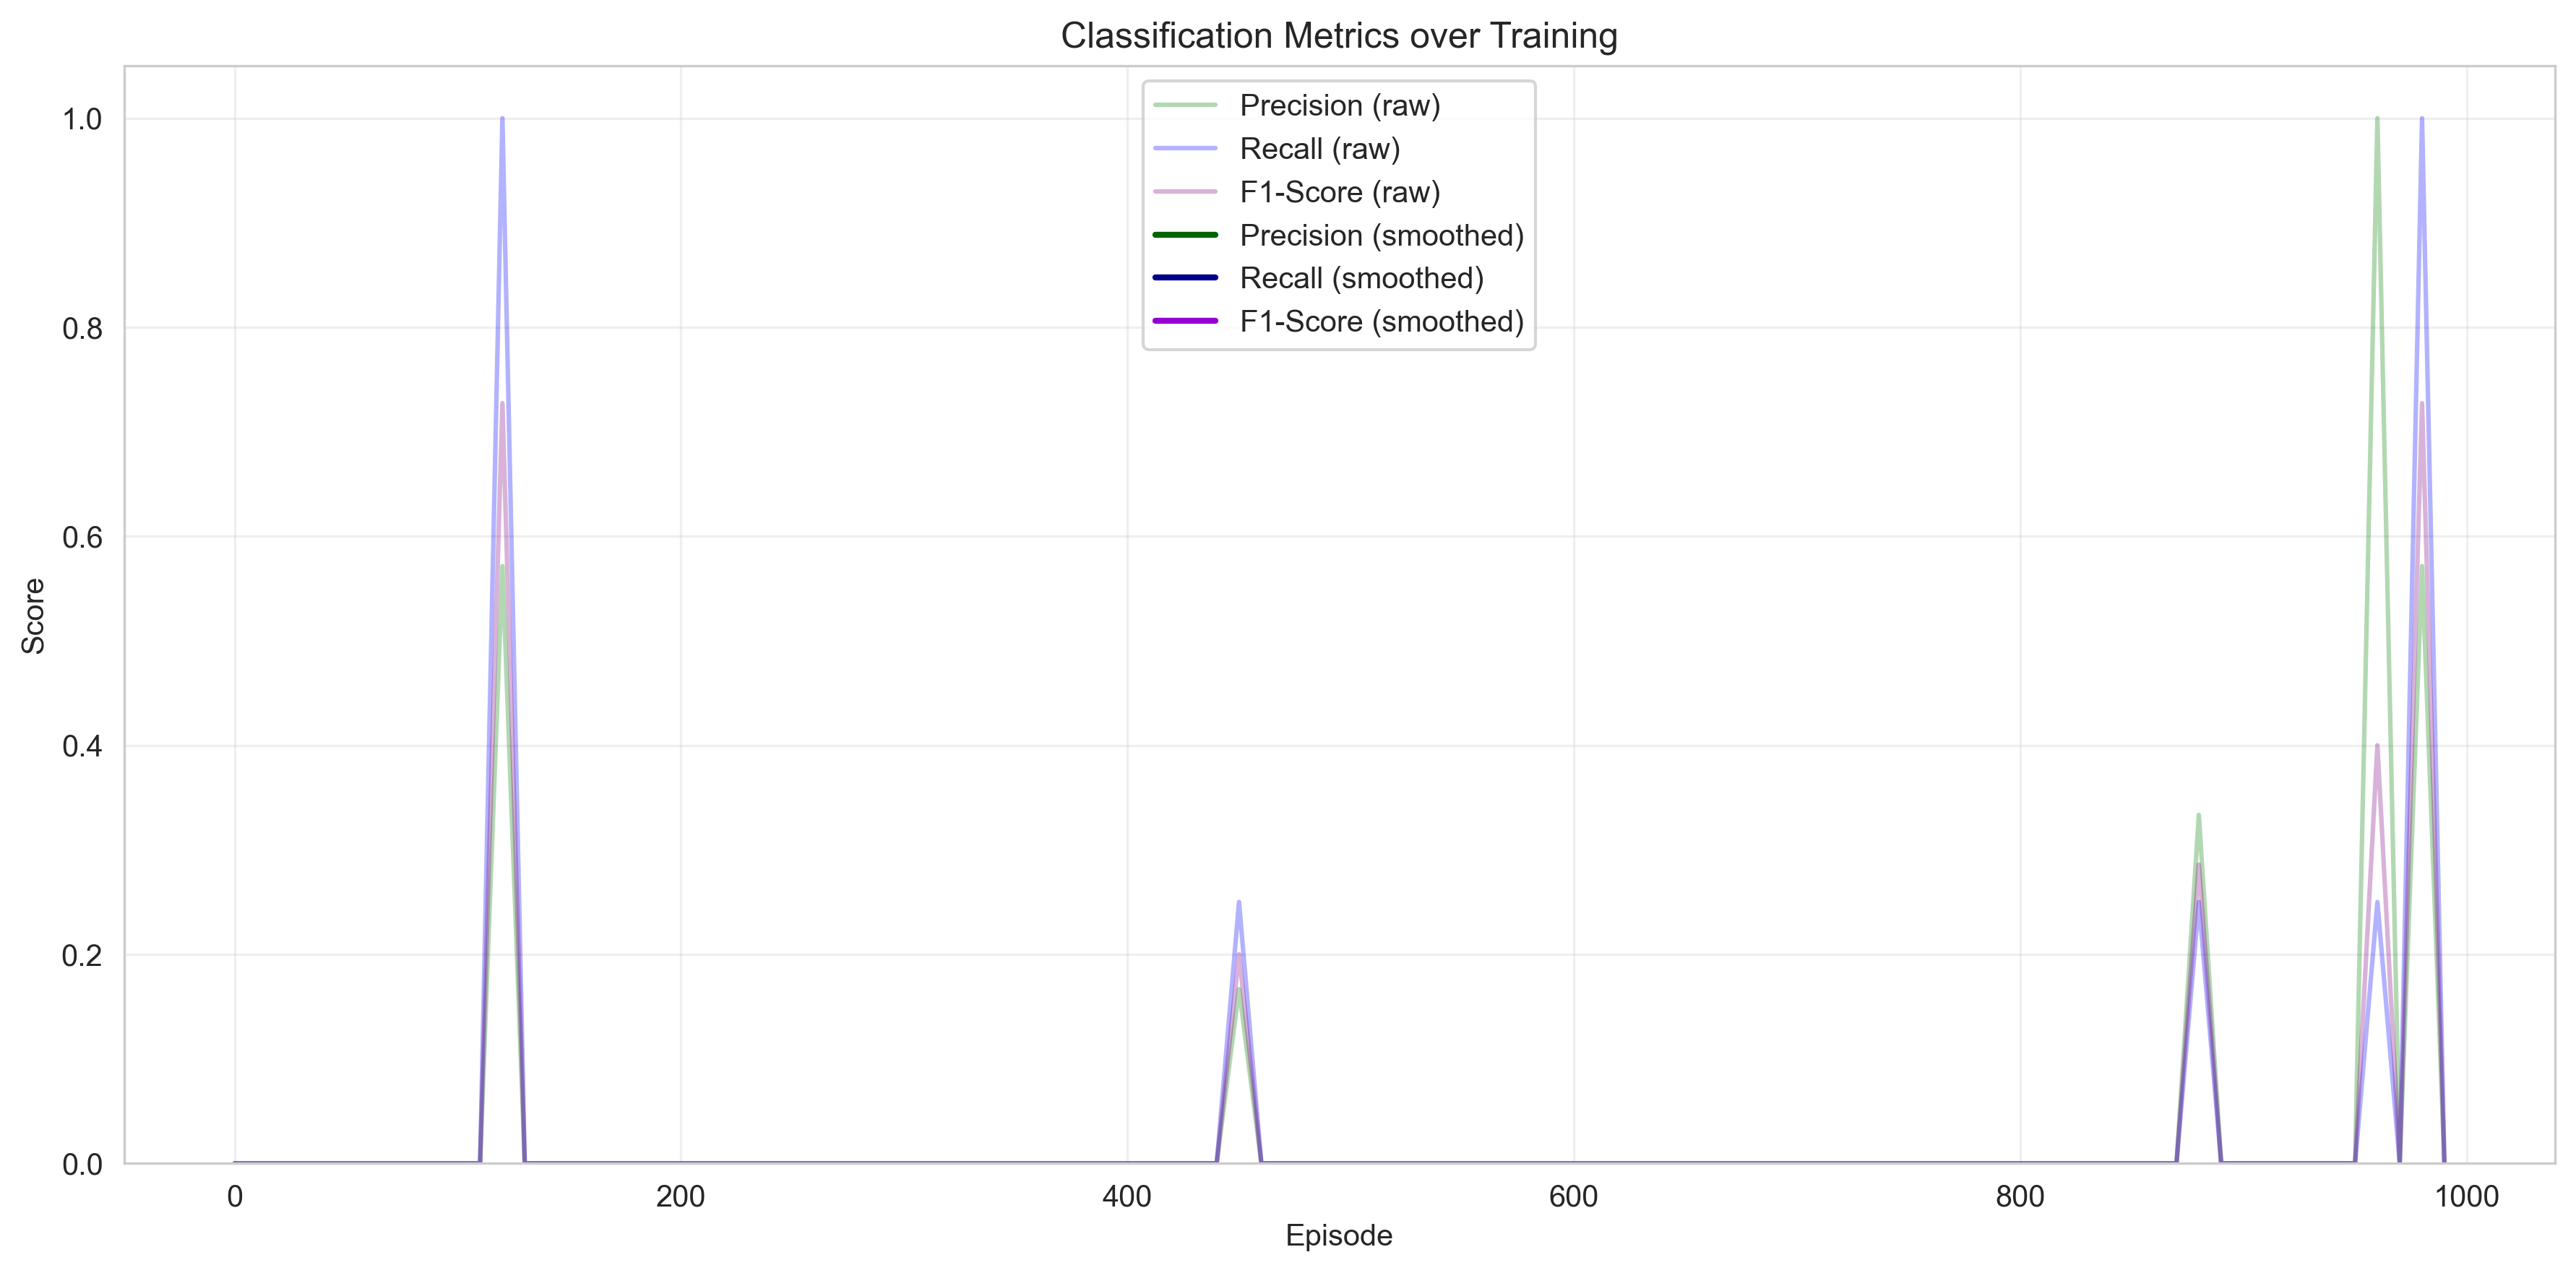 Classification Metrics over Training
Precision (raw)
Recall (raw)
F1-Score (raw)
Precision (smoothed)
Recall (smoothed)
F1-Score (smoothed)
1.0
0.8
0.6
0.4
0.2
0.0
Score
0 200 400 600 800 1000
Episode